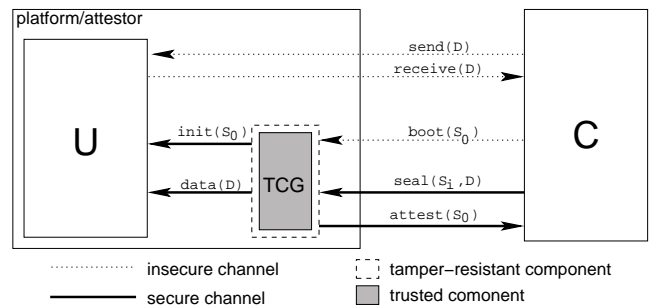 platform/attestor
send(D)
receive(D)
U
init(S0)
boot(S0)
C
data(D)
TCG
seal(Si,D)
attest(S0)
insecure channel
tamper−resistant component
secure channel
trusted comonent